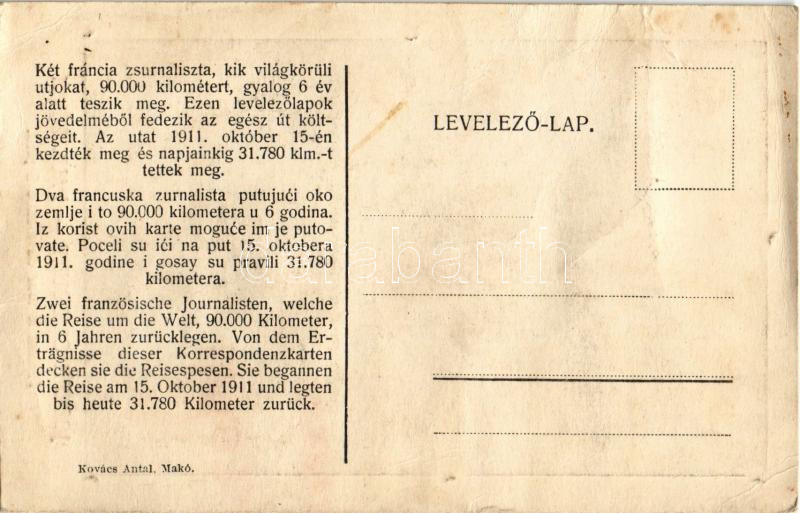 Két fráncia zsurnaliszta, kik világkörüli
utjokat, 90.000 kilométert, gyalog 6 év
alatt teszik meg. Ezen levelezőlapok
jövedelméből fedezik az egész út költ-
ségeit. Az utat 1911. október 15-én
kezdték meg és napjainkig 31.780 klm.-t
tettek meg.
Dva francuska zurnalista putujući oko
zemlje i to 90.000 kilometera u 6 godina.
Iz korist ovih karte moguće im je puto-
vate. Poceli su ići na put 15. oktobera
1911. godine i gosay su pravili 31.780
kilometera.
Zwei französische Journalisten, welche
die Reise um die Welt, 90.000 Kilometer,
in 6 Jahren zurücklegen. Von dem Er-
trägnisse dieser Korrespondenzkarten
decken sie die Reisespesen. Sie begannen
die Reise am 15. Oktober 1911 und legten
bis heute 31.780 Kilometer zurück.
Kovács Antal, Makó.
LEVELEZŐ-LAP.
darabanth